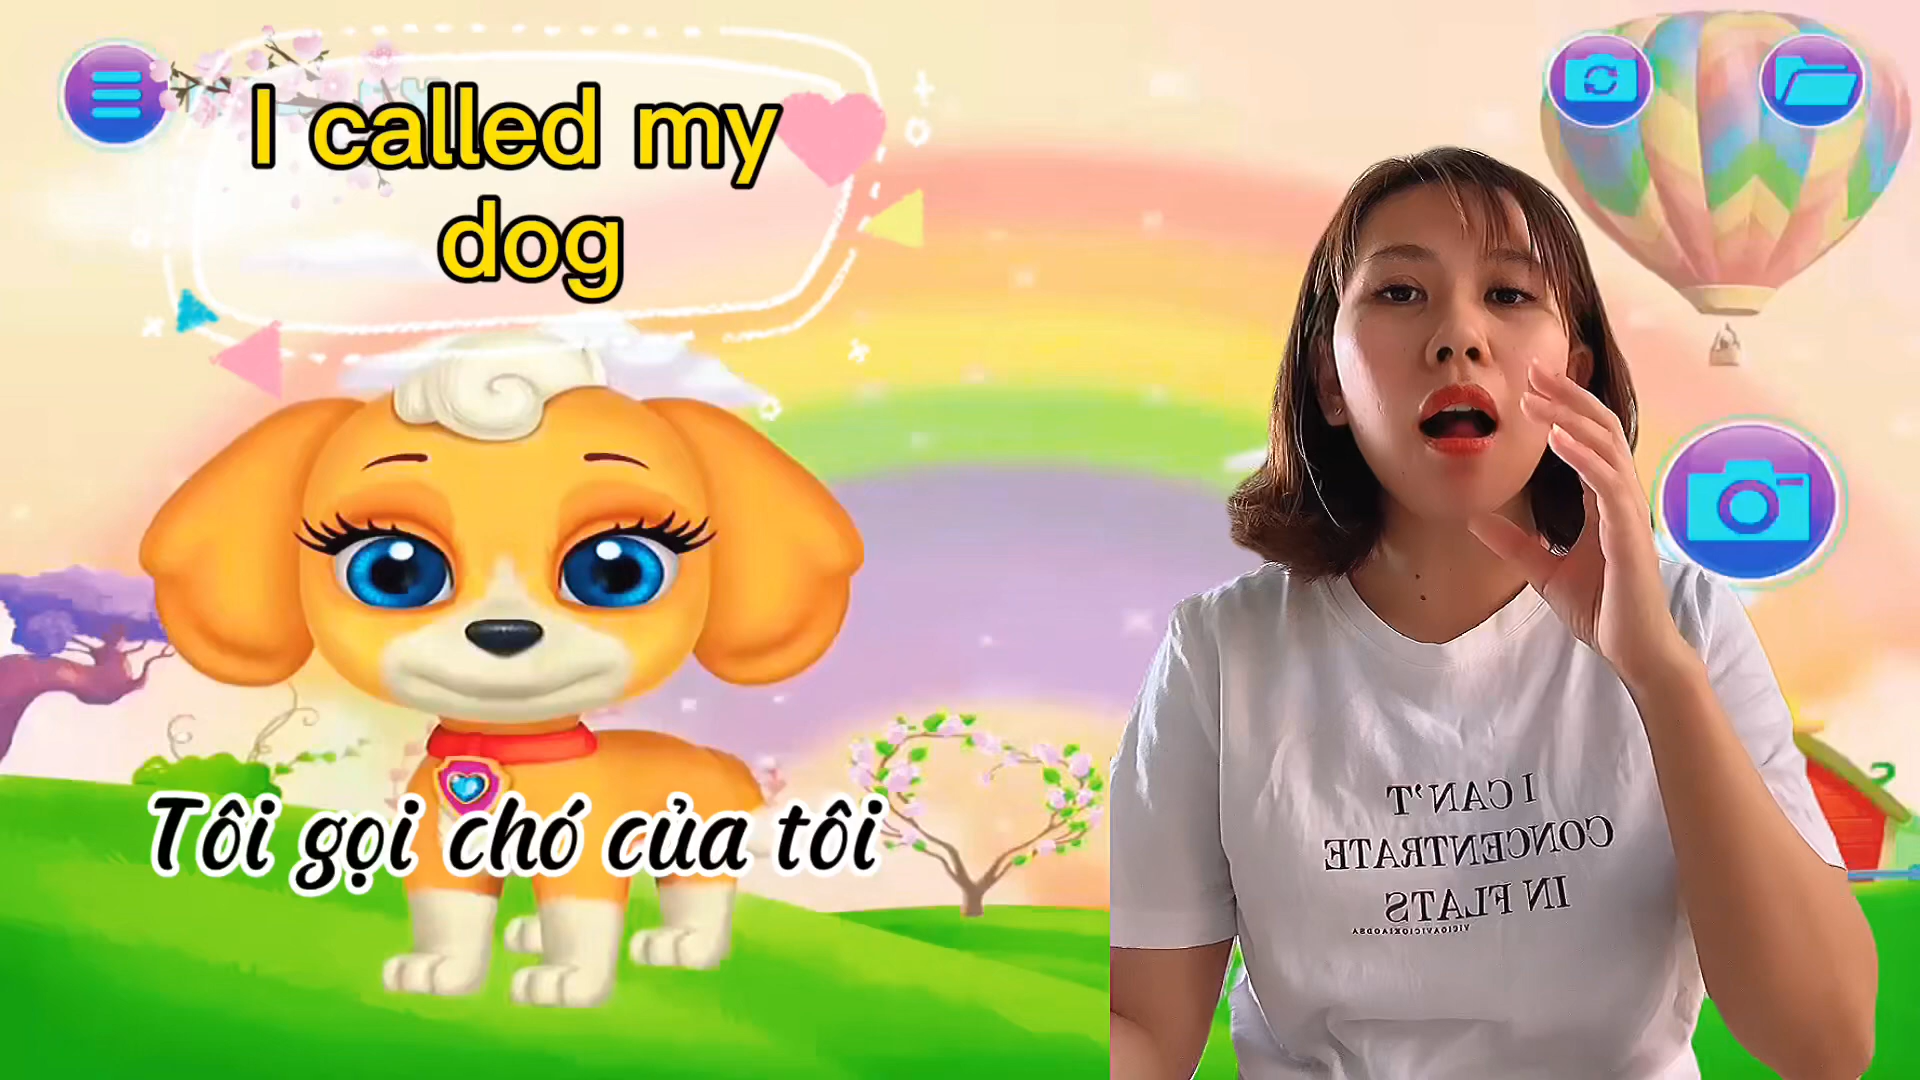 I called my
dog
Tôi gọi chó của tôi
I CAN'T
CONCENTRATE
IN FLATS